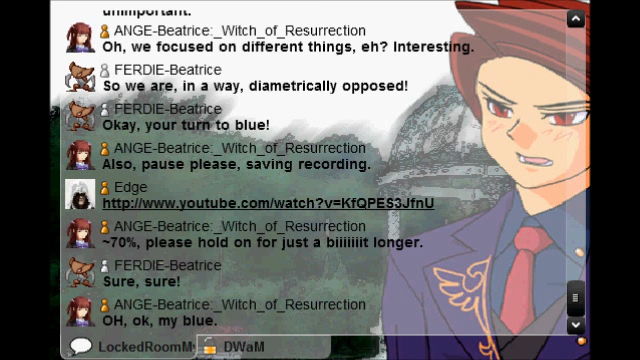 unimportant.
ANGE-Beatrice:_Witch_of_Resurrection
Oh, we focused on different things, eh? Interesting.
FERDIE-Beatrice
So we are, in a way, diametrically opposed!
FERDIE-Beatrice
Okay, your turn to blue!
ANGE-Beatrice:_Witch_of_Resurrection
Also, pause please, saving recording.
Edge
http://www.youtube.com/watch?v=KfQPES3JfnU
ANGE-Beatrice:_Witch_of_Resurrection
~70%, please hold on for just a biiiiiiit longer.
FERDIE-Beatrice
Sure, sure!
ANGE-Beatrice:_Witch_of_Resurrection
OH, ok, my blue.
LockedRoomMy DWaM